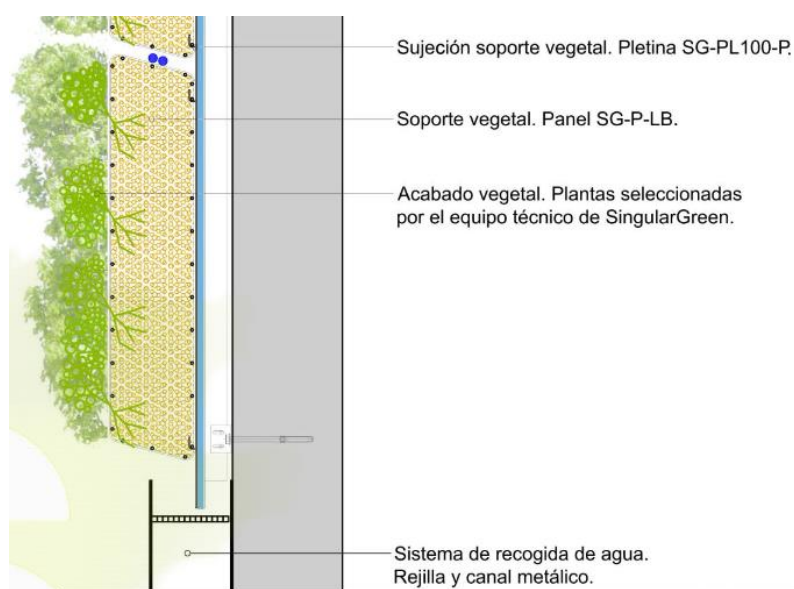 Sujeción soporte vegetal. Pletina SG-PL100-P.
Soporte vegetal. Panel SG-P-LB.
Acabado vegetal. Plantas seleccionadas
por el equipo técnico de SingularGreen.
Sistema de recogida de agua.
Rejilla y canal metálico.